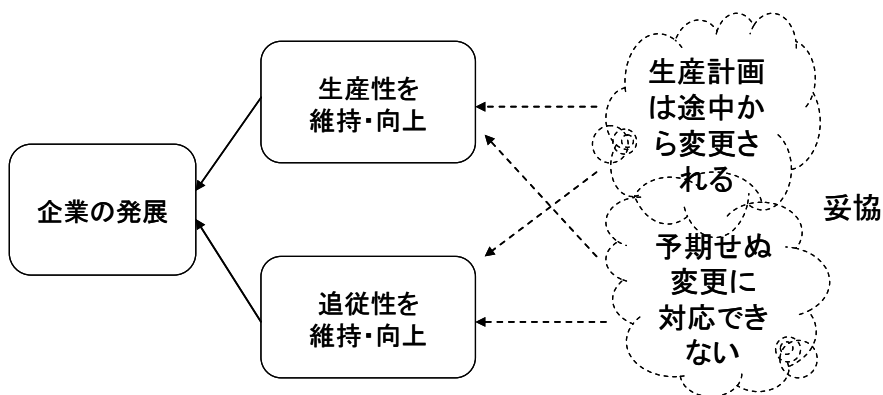 企業の発展
生産性を
維持・向上
追従性を
維持・向上
生産計画
は途中か
ら変更さ
れる
予期せぬ
変更に
対応でき
ない
妥協